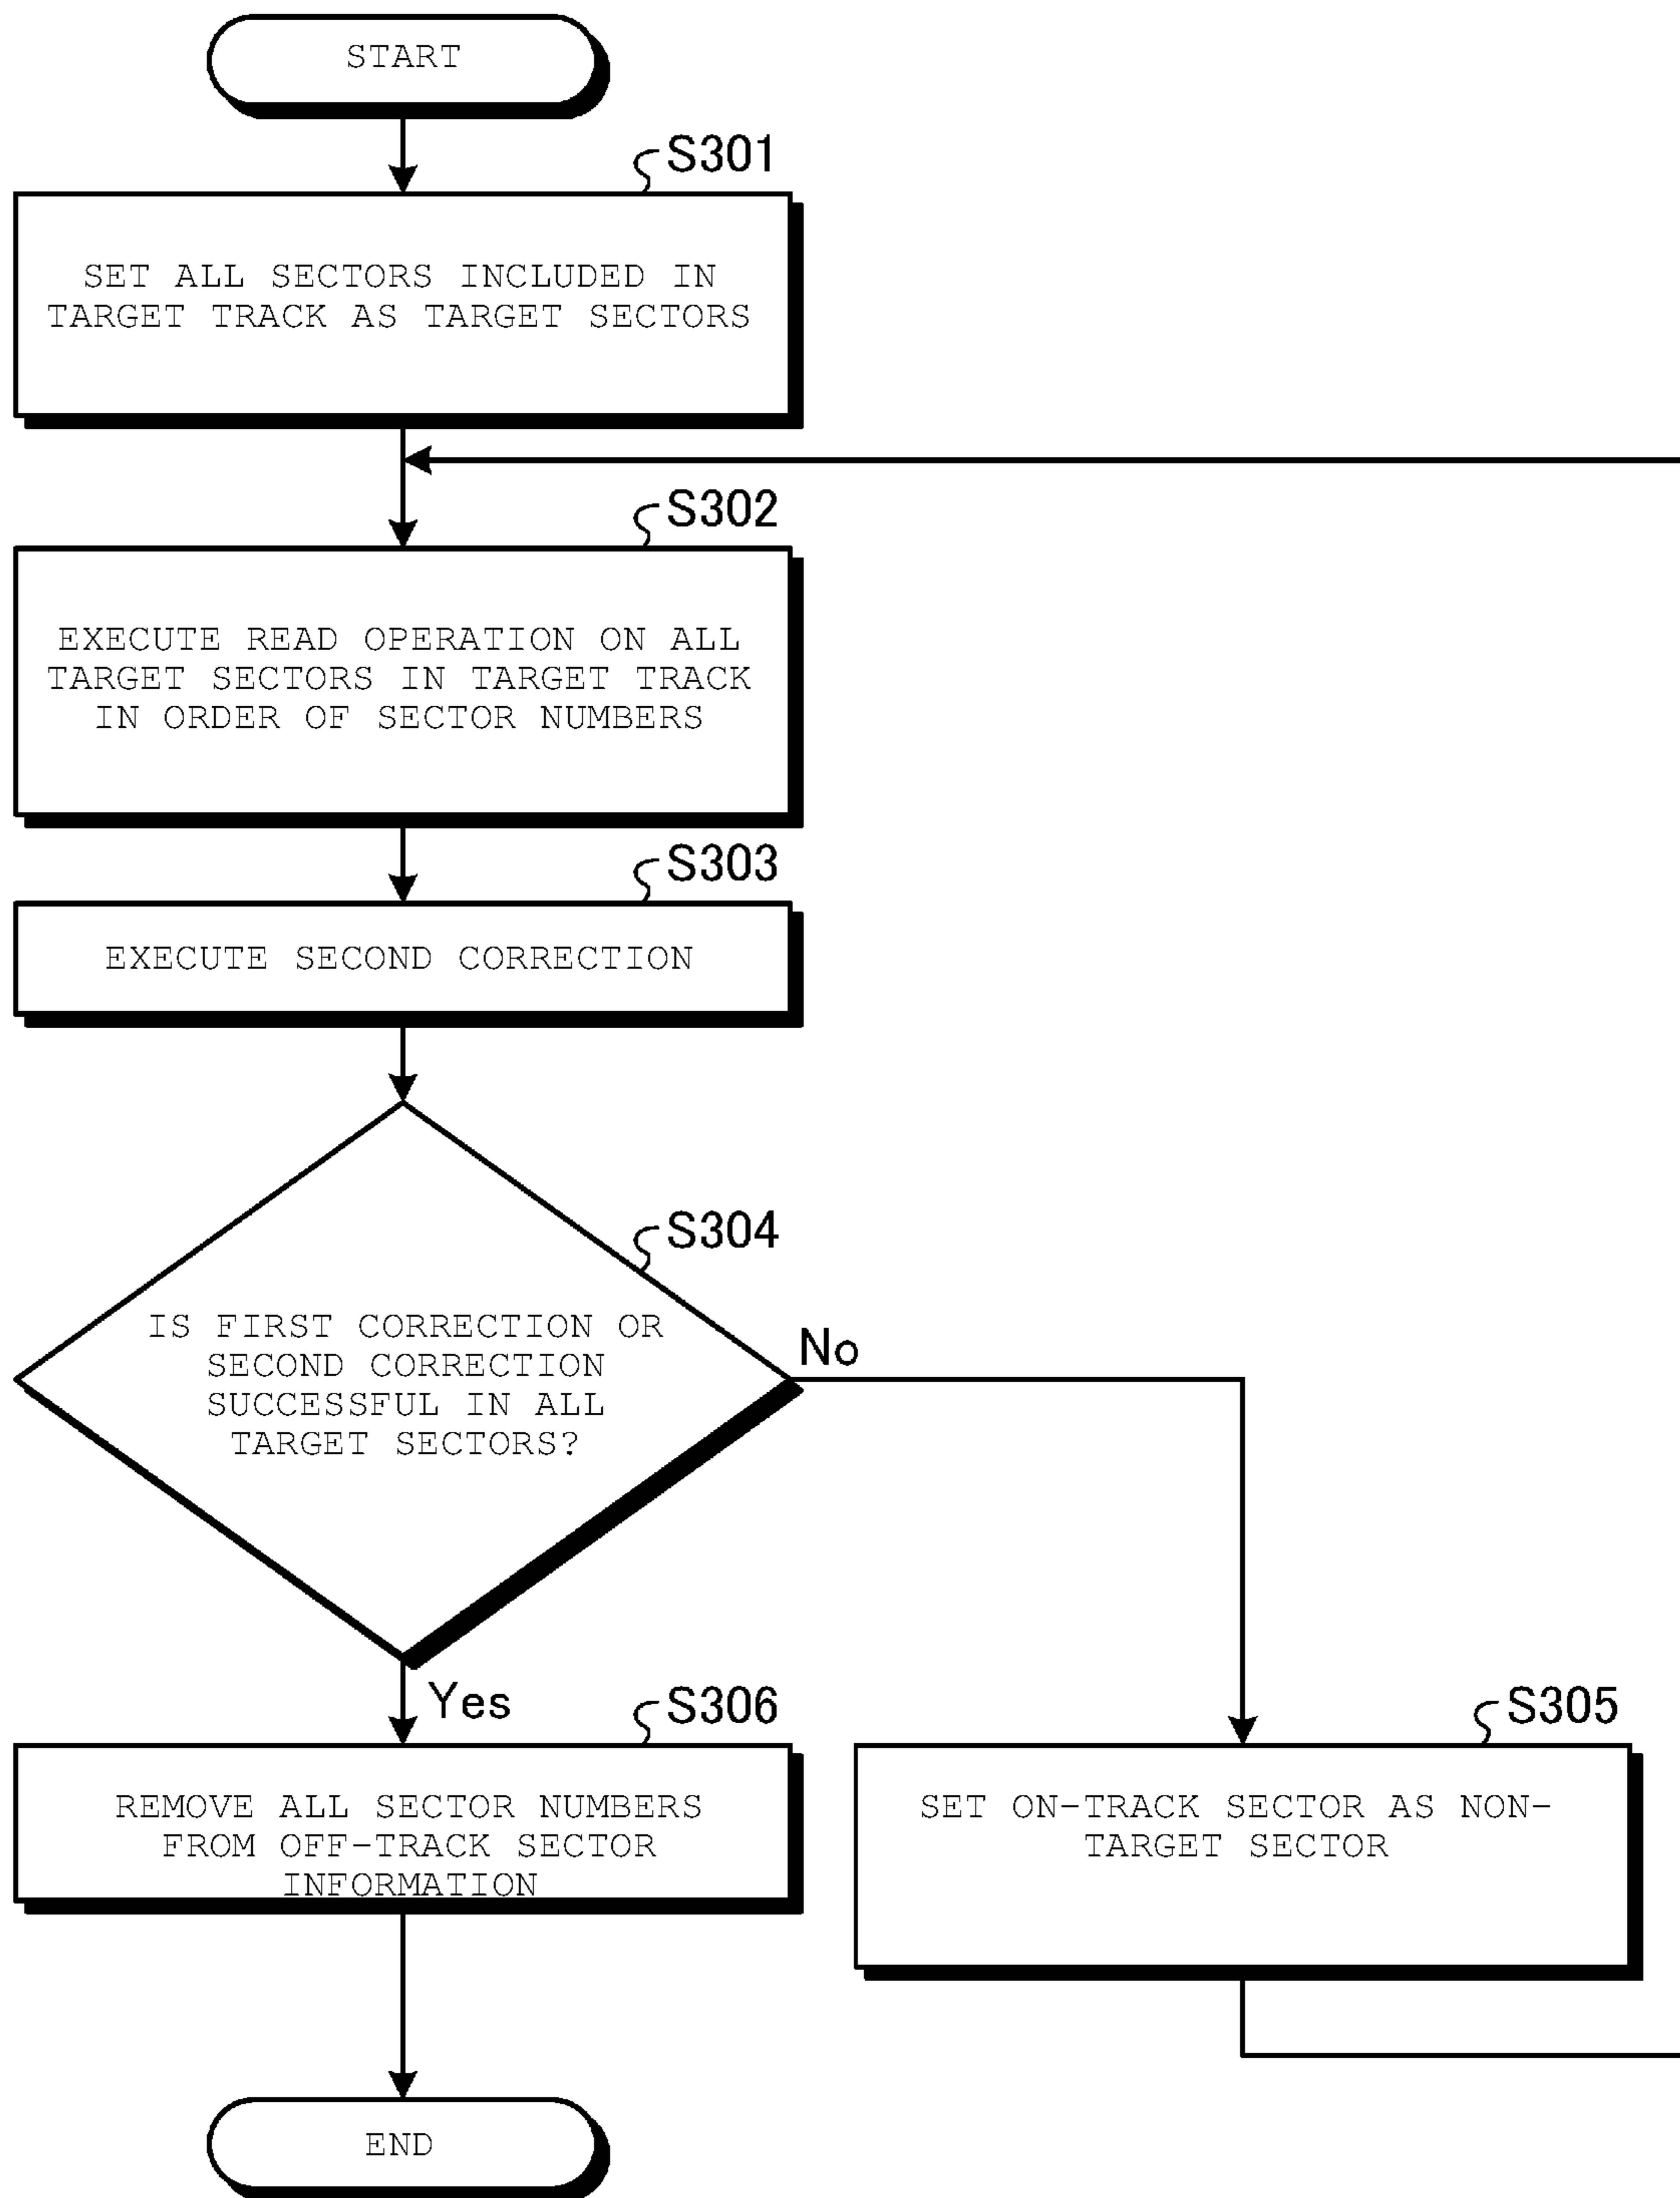 START
S301
SET ALL SECTORS INCLUDED IN
TARGET TRACK AS TARGET SECTORS
S302
EXECUTE READ OPERATION ON ALL
TARGET SECTORS IN TARGET TRACK
IN ORDER OF SECTOR NUMBERS
S303
EXECUTE SECOND CORRECTION
S304
IS FIRST CORRECTION OR
SECOND CORRECTION
SUCCESSFUL IN ALL
TARGET SECTORS?
No
Yes
S306
REMOVE ALL SECTOR NUMBERS
FROM OFF-TRACK SECTOR
INFORMATION
S305
SET ON-TRACK SECTOR AS NON-
TARGET SECTOR
END